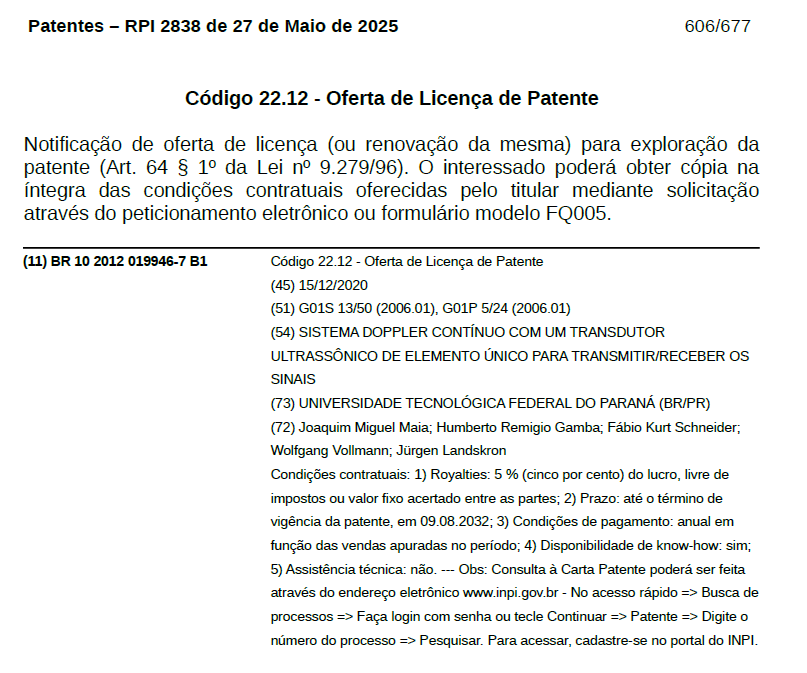 Patentes – RPI 2838 de 27 de Maio de 2025 606/677
Código 22.12 - Oferta de Licença de Patente
Notificação de oferta de licença (ou renovação da mesma) para exploração da
patente (Art. 64 § 1º da Lei nº 9.279/96). O interessado poderá obter cópia na
íntegra das condições contratuais oferecidas pelo titular mediante solicitação
através do peticionamento eletrônico ou formulário modelo FQ005.
(11) BR 10 2012 019946-7 B1 Código 22.12 - Oferta de Licença de Patente
(45) 15/12/2020
(51) G01S 13/50 (2006.01), G01P 5/24 (2006.01)
(54) SISTEMA DOPPLER CONTÍNUO COM UM TRANSDUTOR
ULTRASSÔNICO DE ELEMENTO ÚNICO PARA TRANSMITIR/RECEBER OS
SINAIS
(73) UNIVERSIDADE TECNOLÓGICA FEDERAL DO PARANÁ (BR/PR)
(72) Joaquim Miguel Maia; Humberto Remigio Gamba; Fábio Kurt Schneider;
Wolfgang Vollmann; Jürgen Landskron
Condições contratuais: 1) Royalties: 5 % (cinco por cento) do lucro, livre de
impostos ou valor fixo acertado entre as partes; 2) Prazo: até o término de
vigência da patente, em 09.08.2032; 3) Condições de pagamento: anual em
função das vendas apuradas no período; 4) Disponibilidade de know-how: sim;
5) Assistência técnica: não. --- Obs: Consulta à Carta Patente poderá ser feita
através do endereço eletrônico www.inpi.gov.br - No acesso rápido => Busca de
processos => Faça login com senha ou tecle Continuar => Patente => Digite o
número do processo => Pesquisar. Para acessar, cadastre-se no portal do INPI.